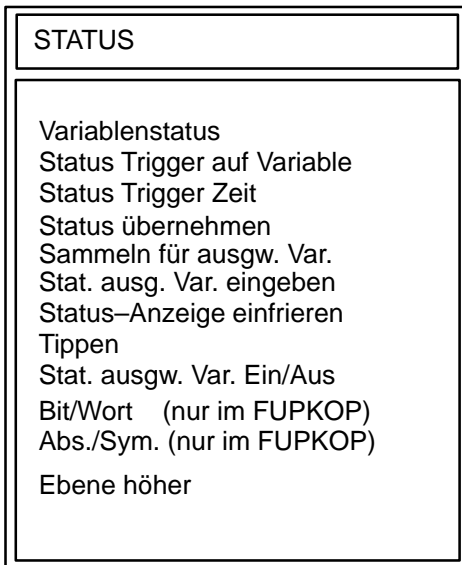 STATUS
Variablenstatus
Status Trigger auf Variable
Status Trigger Zeit
Status übernehmen
Sammeln für ausgw. Var.
Stat. ausg. Var. eingeben
Status–Anzeige einfrieren
Tippen
Stat. ausgw. Var. Ein/Aus
Bit/Wort (nur im FUPKOP)
Abs./Sym. (nur im FUPKOP)
Ebene höher